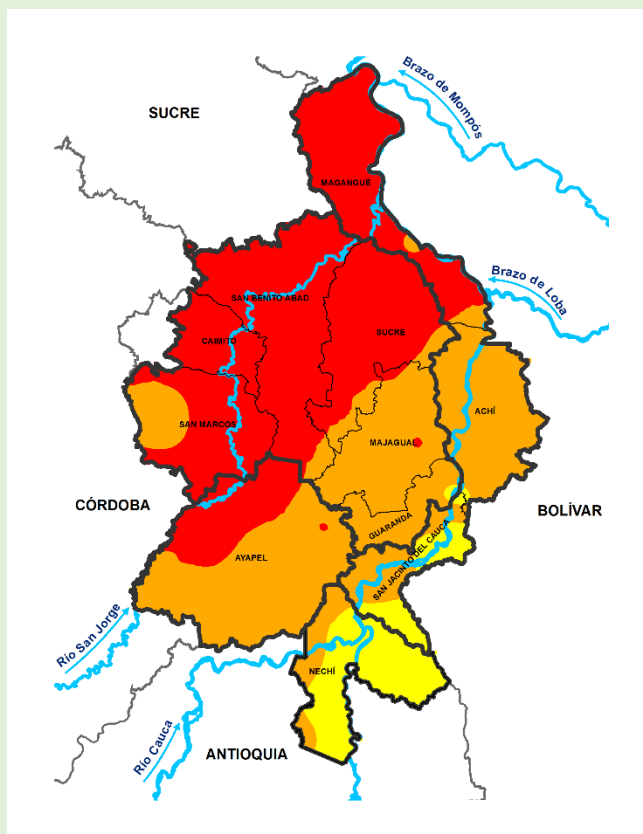 Brazo de Mompós
SUCRE
MAGANGUÉ
Brazo de Loba
SAN BENITO ABAD
SUCRE
CAIMITO
ACHÍ
SAN MARCOS
MAJAGUAL
CÓRDOBA
BOLÍVAR
GUARANDA
AYAPEL
SAN JACINTO DEL CAUCA
Río San Jorge
NECHÍ
Río Cauca
ANTIOQUIA